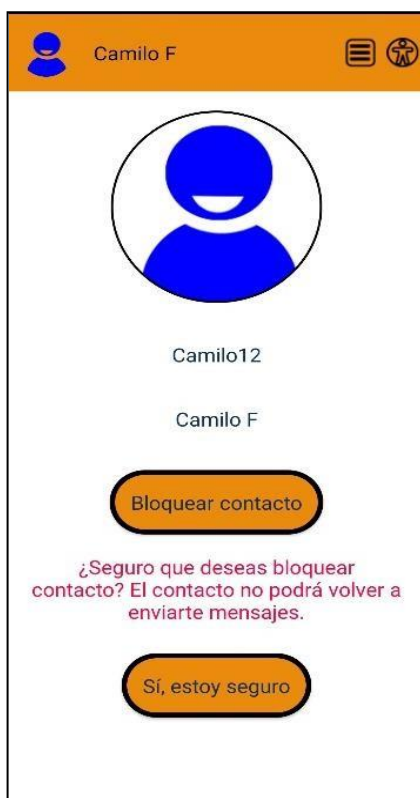 Camilo F
Camilo12
Camilo F
Bloquear contacto
¿Seguro que deseas bloquear
contacto? El contacto no podrá volver a
enviarte mensajes.
Sí, estoy seguro